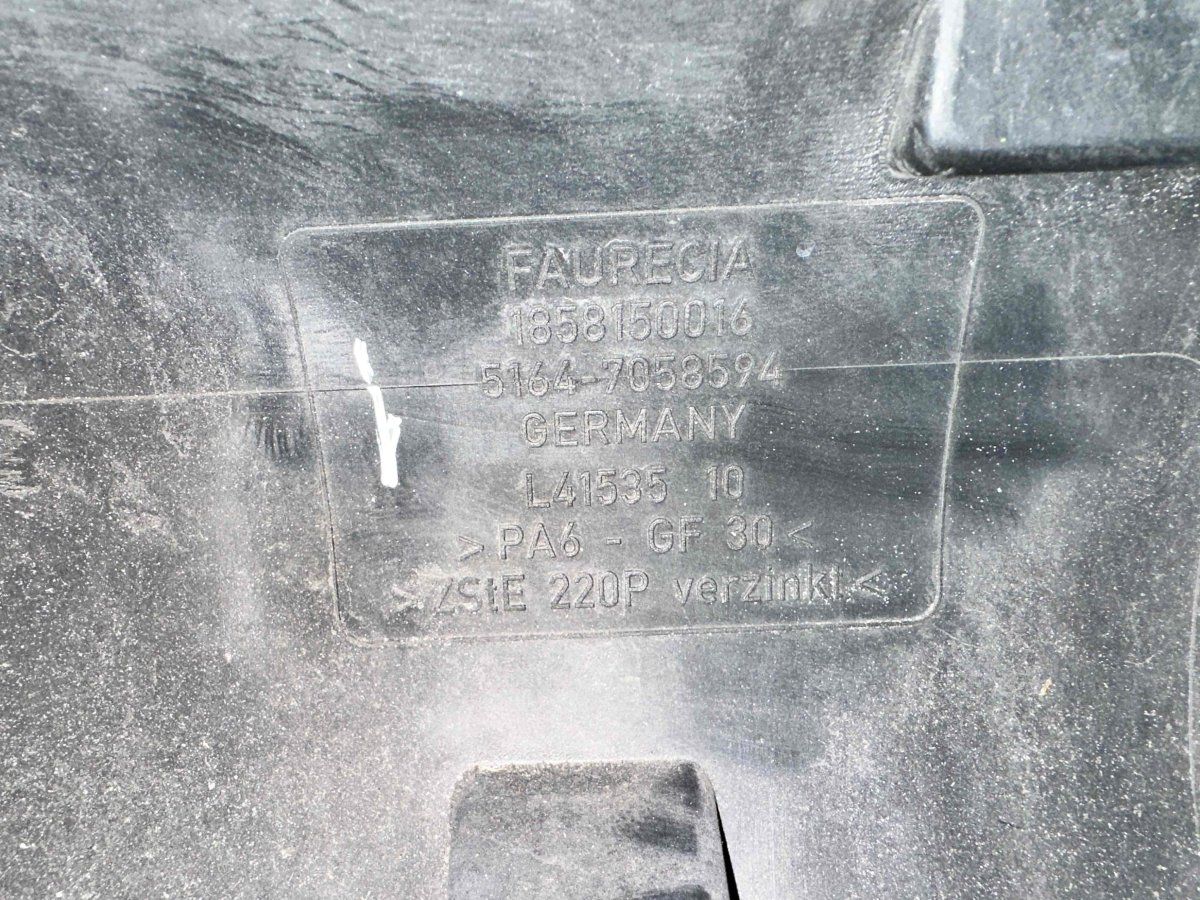 FAURECIA
1858150016
5164-7058594
GERMANY
L41535 10
>PA6 - GF 30<
>ZStE 220P verzinkt<